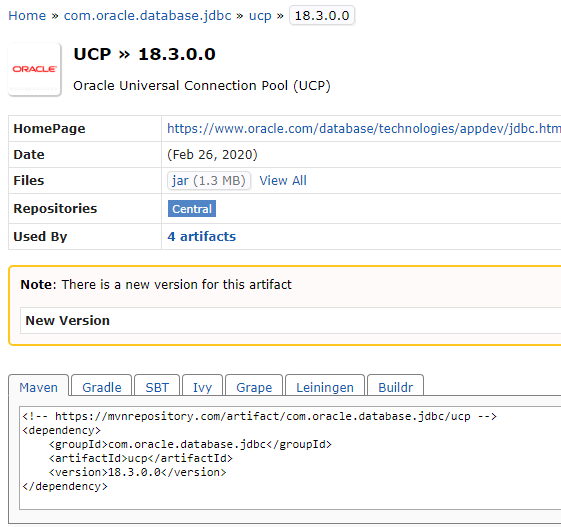 Home » com.oracle.database.jdbc » ucp » 18.3.0.0
ORACLE
UCP » 18.3.0.0
Oracle Universal Connection Pool (UCP)
HomePage https://www.oracle.com/database/technologies/appdev/jdbc.htm
Date (Feb 26, 2020)
Files jar (1.3 MB) View All
Repositories Central
Used By 4 artifacts
Note: There is a new version for this artifact
New Version
Maven Gradle SBT Ivy Grape Leiningen Buildr
<!-- https://mvnrepository.com/artifact/com.oracle.database.jdbc/ucp -->
<dependency>
    <groupId>com.oracle.database.jdbc</groupId>
    <artifactId>ucp</artifactId>
    <version>18.3.0.0</version>
</dependency>